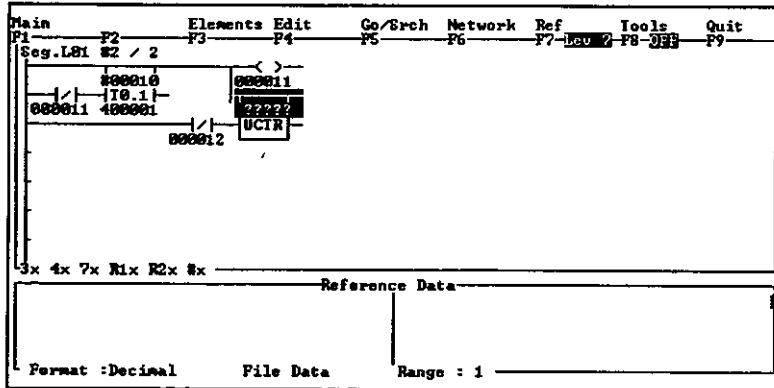 Main Elements Edit Go/Srch Network Ref Tools Quit
F1 F2 F3 F4 F5 F6 F7 Lev ? F8 OFF F9
Seg.L01 #2 / 2
( )
#00010 000011
T0.1
000011 400001 ?????
UCTR
000012
3x 4x 7x R1x R2x #x
Reference Data
Format :Decimal File Data Range : 1